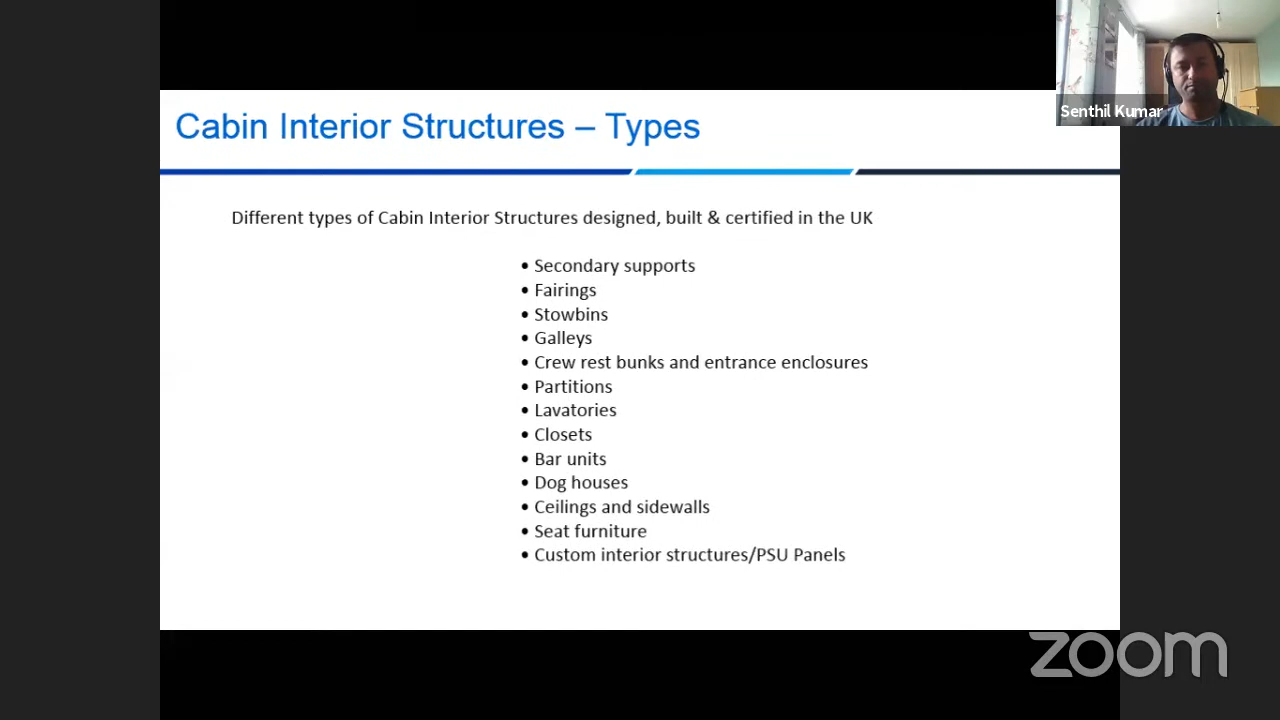 Cabin Interior Structures – Types
Senthil Kumar
Different types of Cabin Interior Structures designed, built & certified in the UK
• Secondary supports
• Fairings
• Stowbins
• Galleys
• Crew rest bunks and entrance enclosures
• Partitions
• Lavatories
• Closets
• Bar units
• Dog houses
• Ceilings and sidewalls
• Seat furniture
• Custom interior structures/PSU Panels
zoom